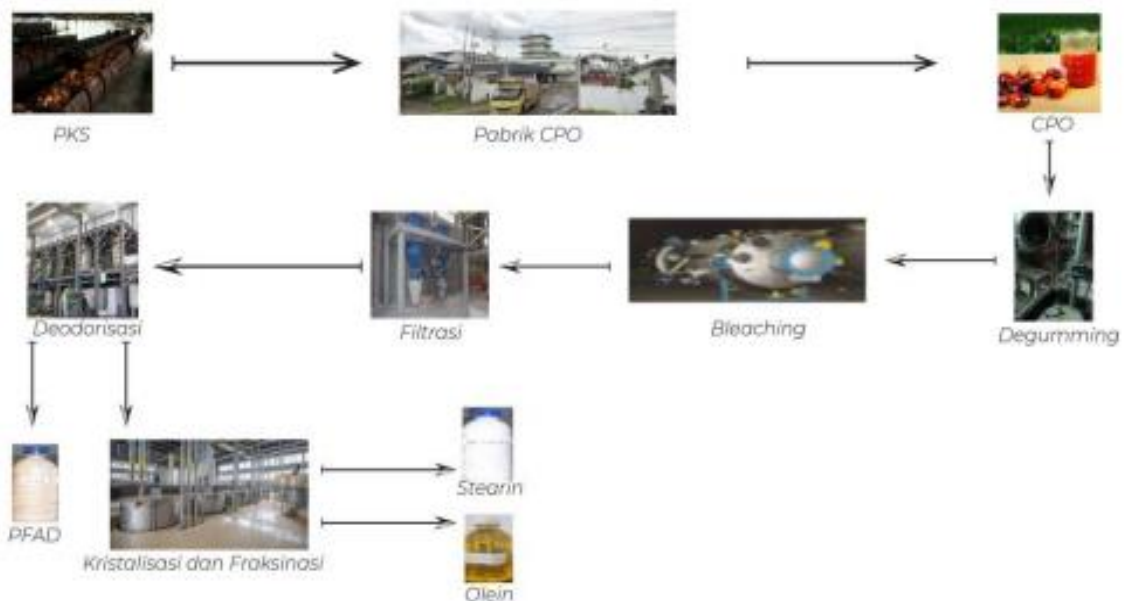 PKS
Pabrik CPO
CPO
Deodorisasi
Filtrasi
Bleaching
Degumming
PFAD
Kristalisasi dan Fraksinasi
Stearin
Olein